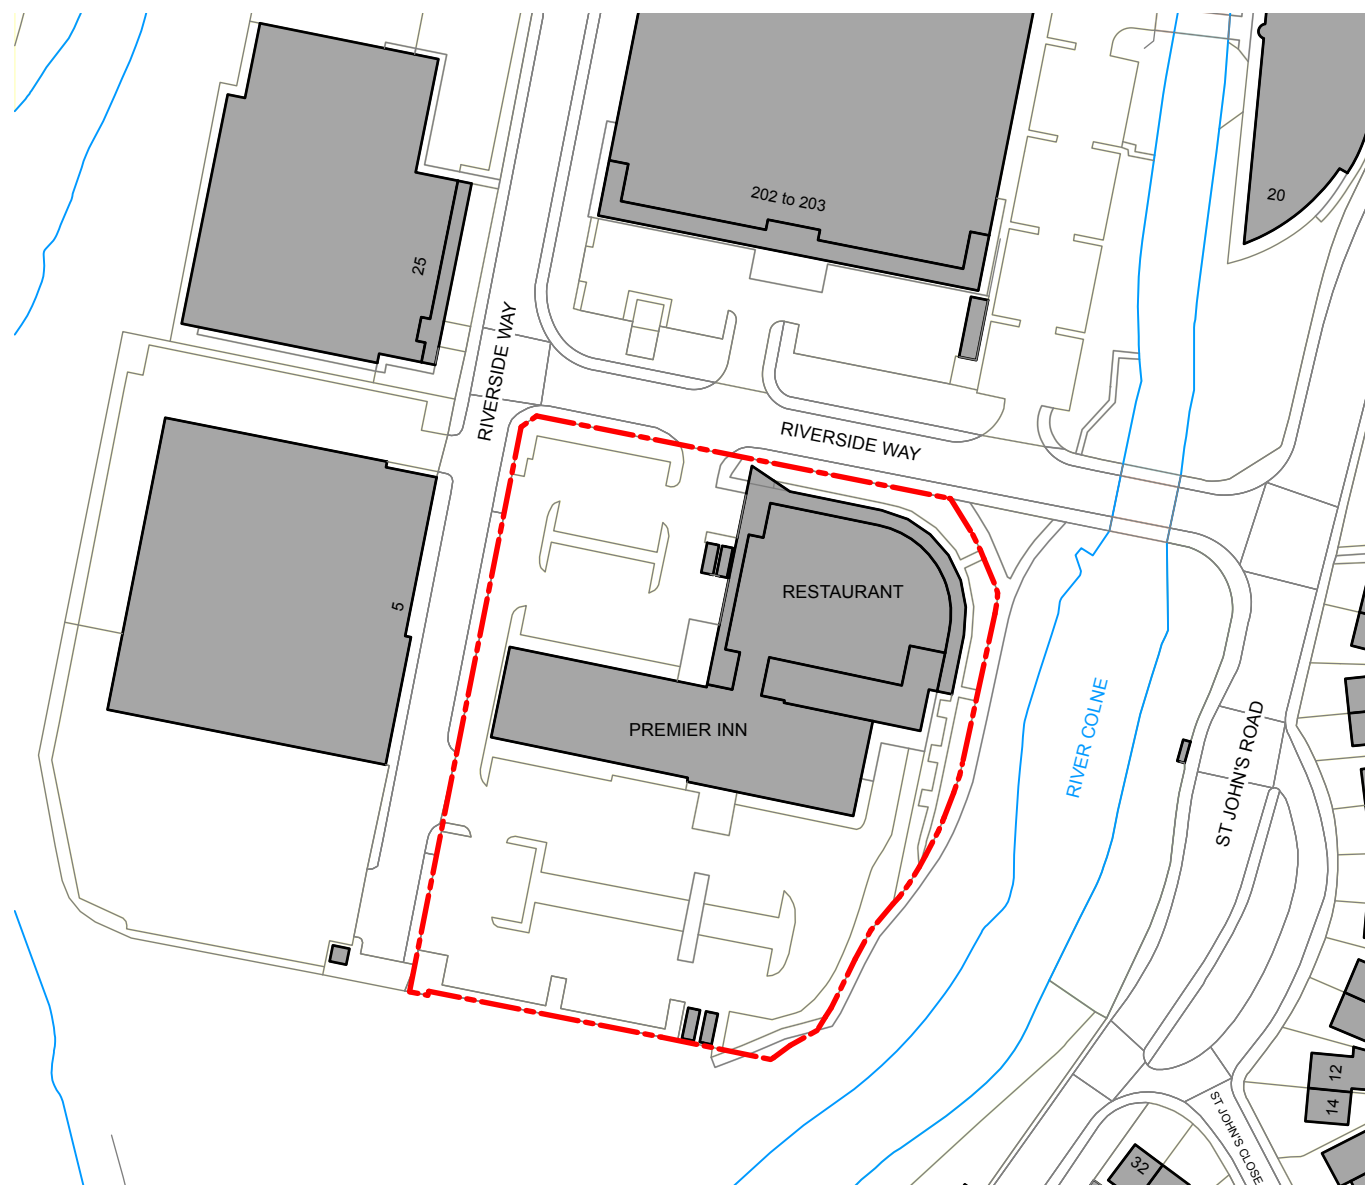 202 to 203
20
25
RIVERSIDE WAY
RIVERSIDE WAY
5
RESTAURANT
PREMIER INN
RIVER COLNE
ST JOHN'S ROAD
12
14
ST JOHN'S CLOSE
32